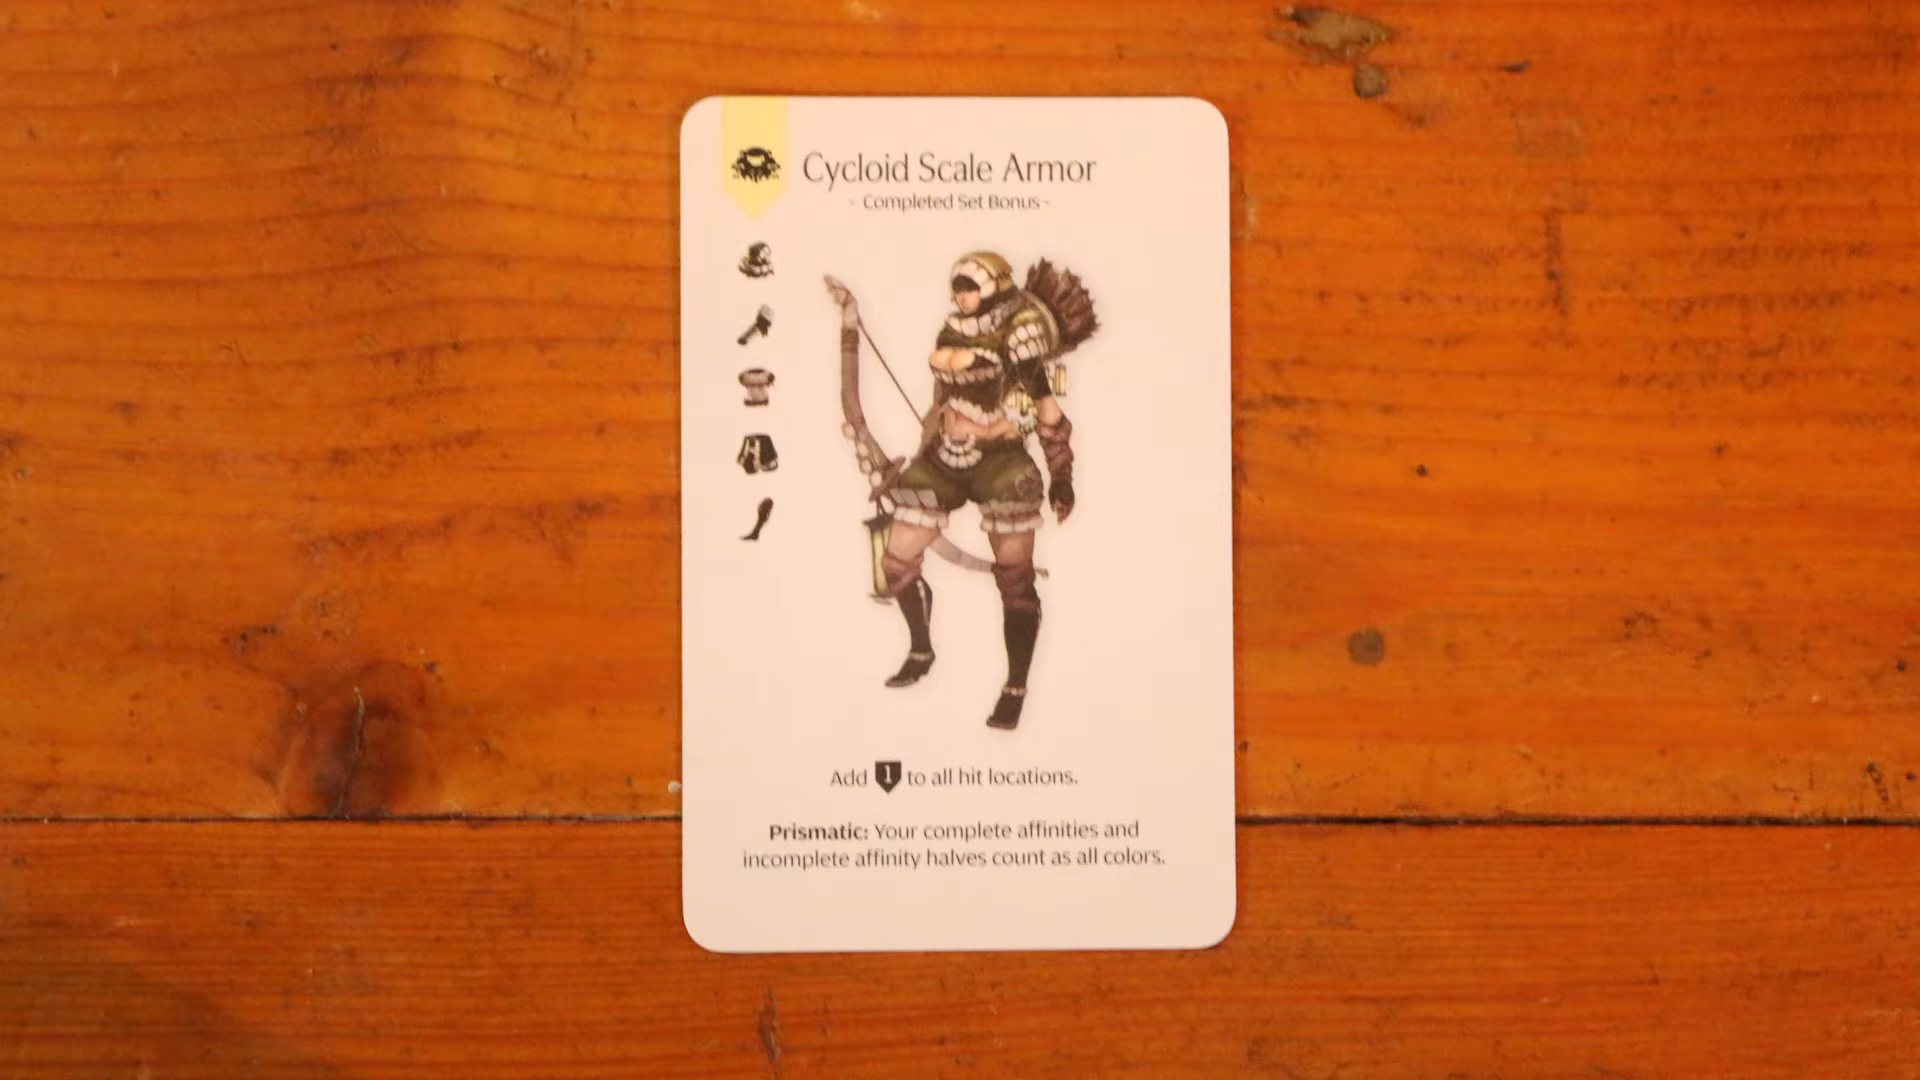 Cycloid Scale Armor
- Completed Set Bonus -
Add 1 to all hit locations.
Prismatic: Your complete affinities and
incomplete affinity halves count as all colors.